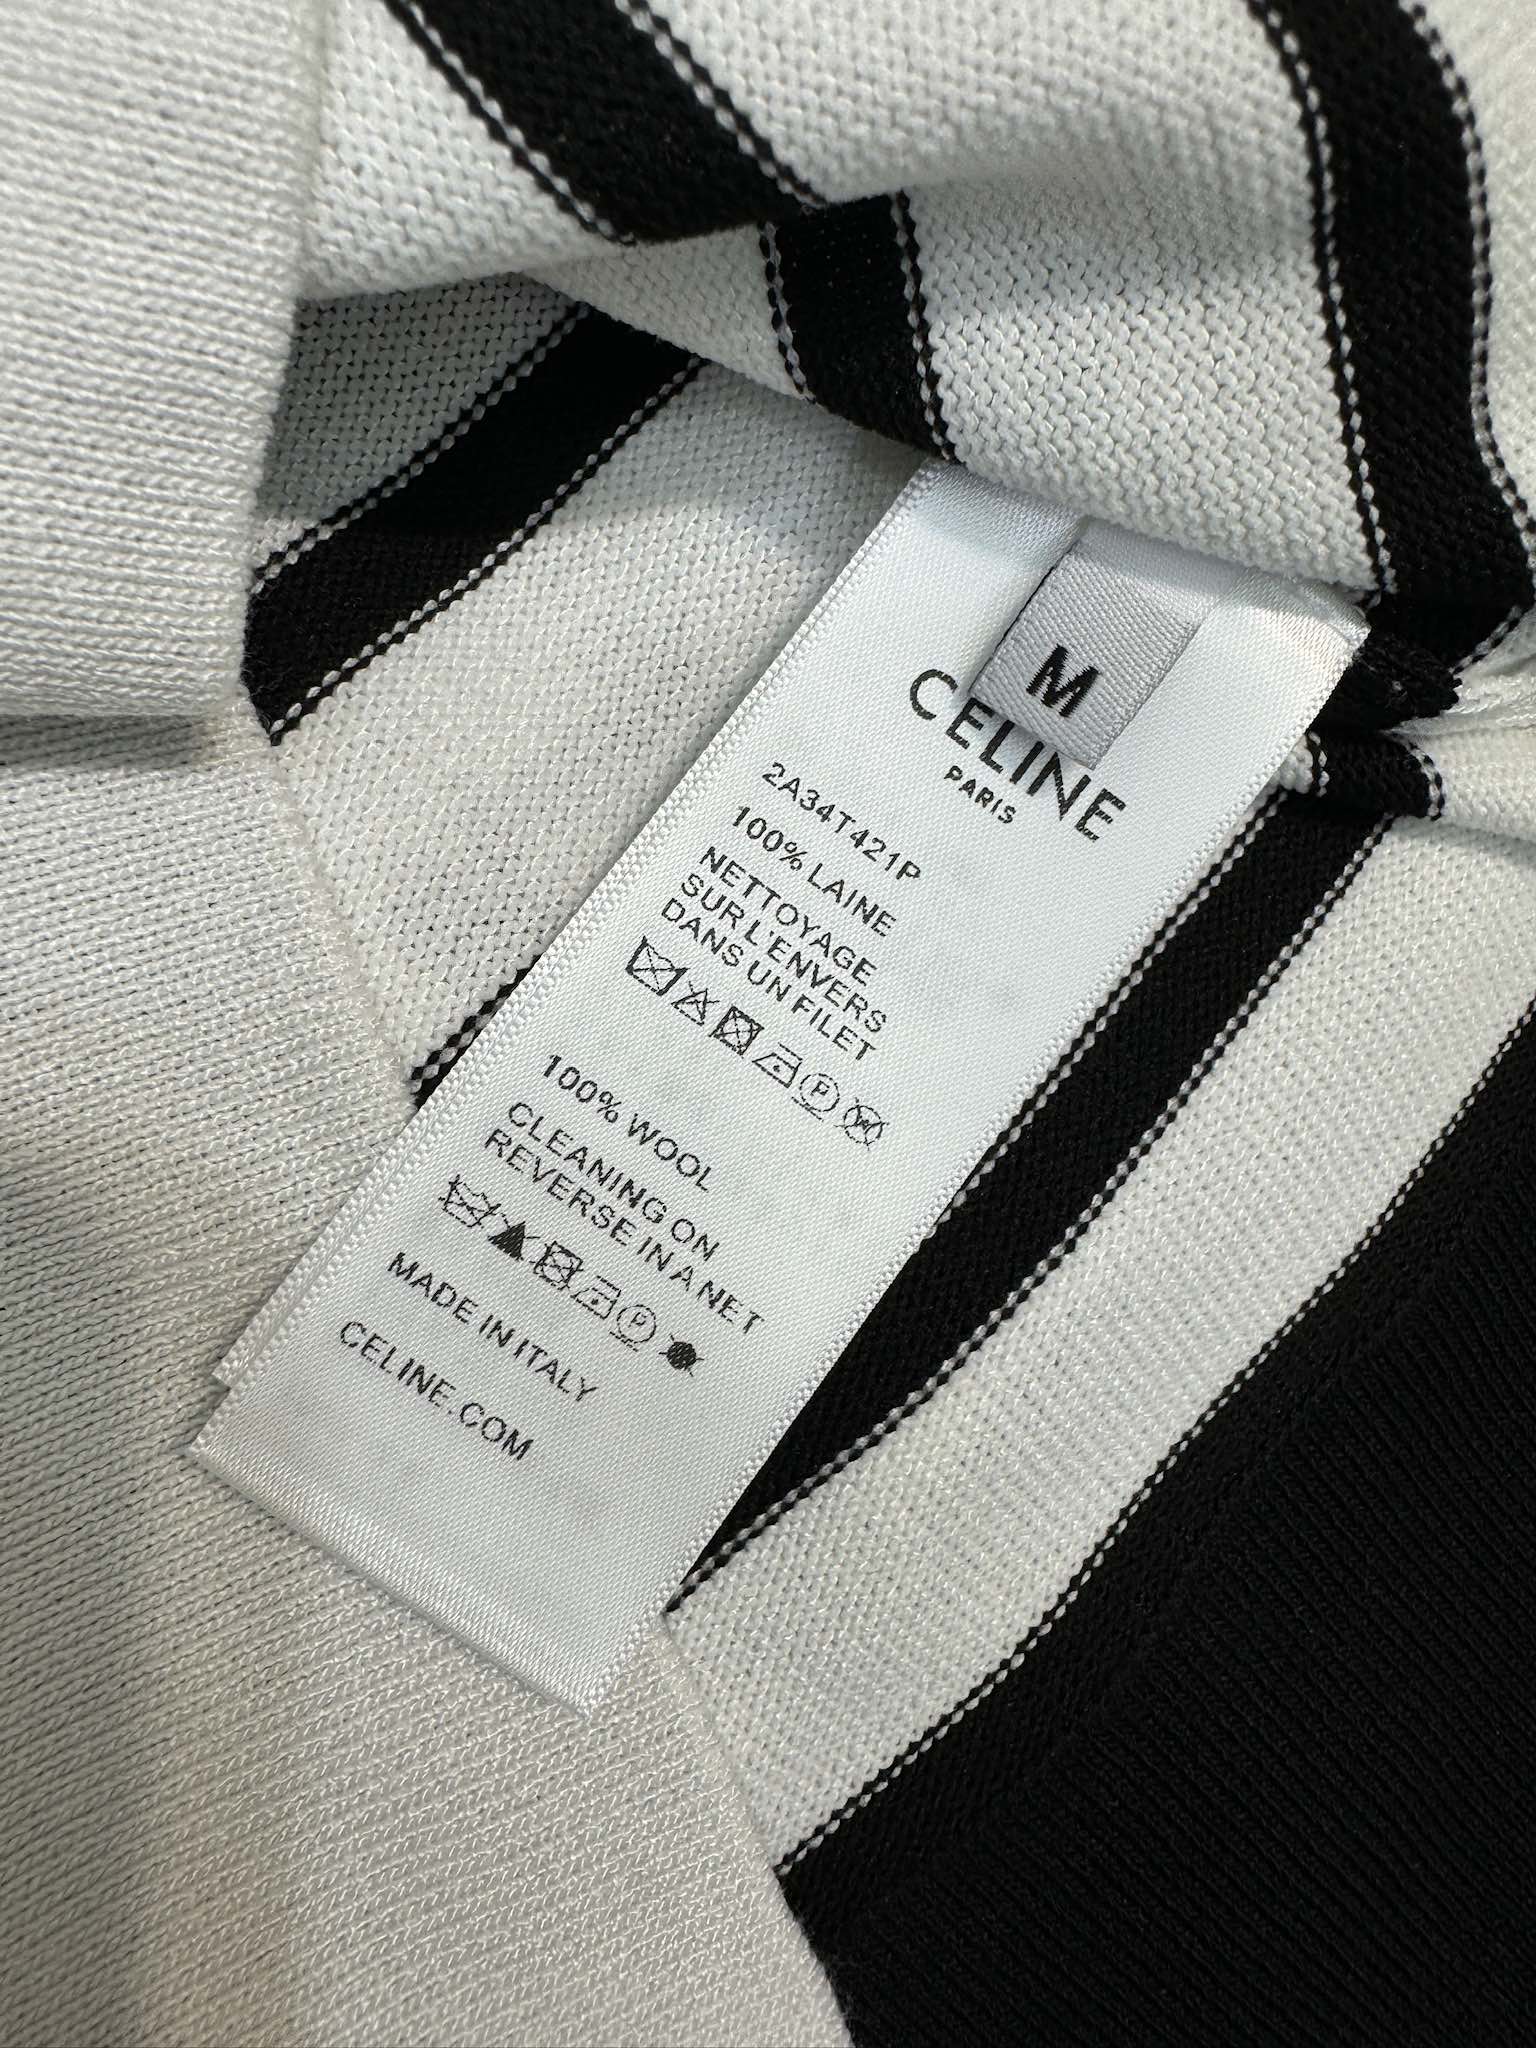 M
CELINE
PARIS
2A34T421P
100% LAINE
NETTOYAGE
SUR L'ENVERS
DANS UN FILET
P
W
100% WOOL
CLEANING ON
REVERSE IN A NET
P
MADE IN ITALY
CELINE.COM